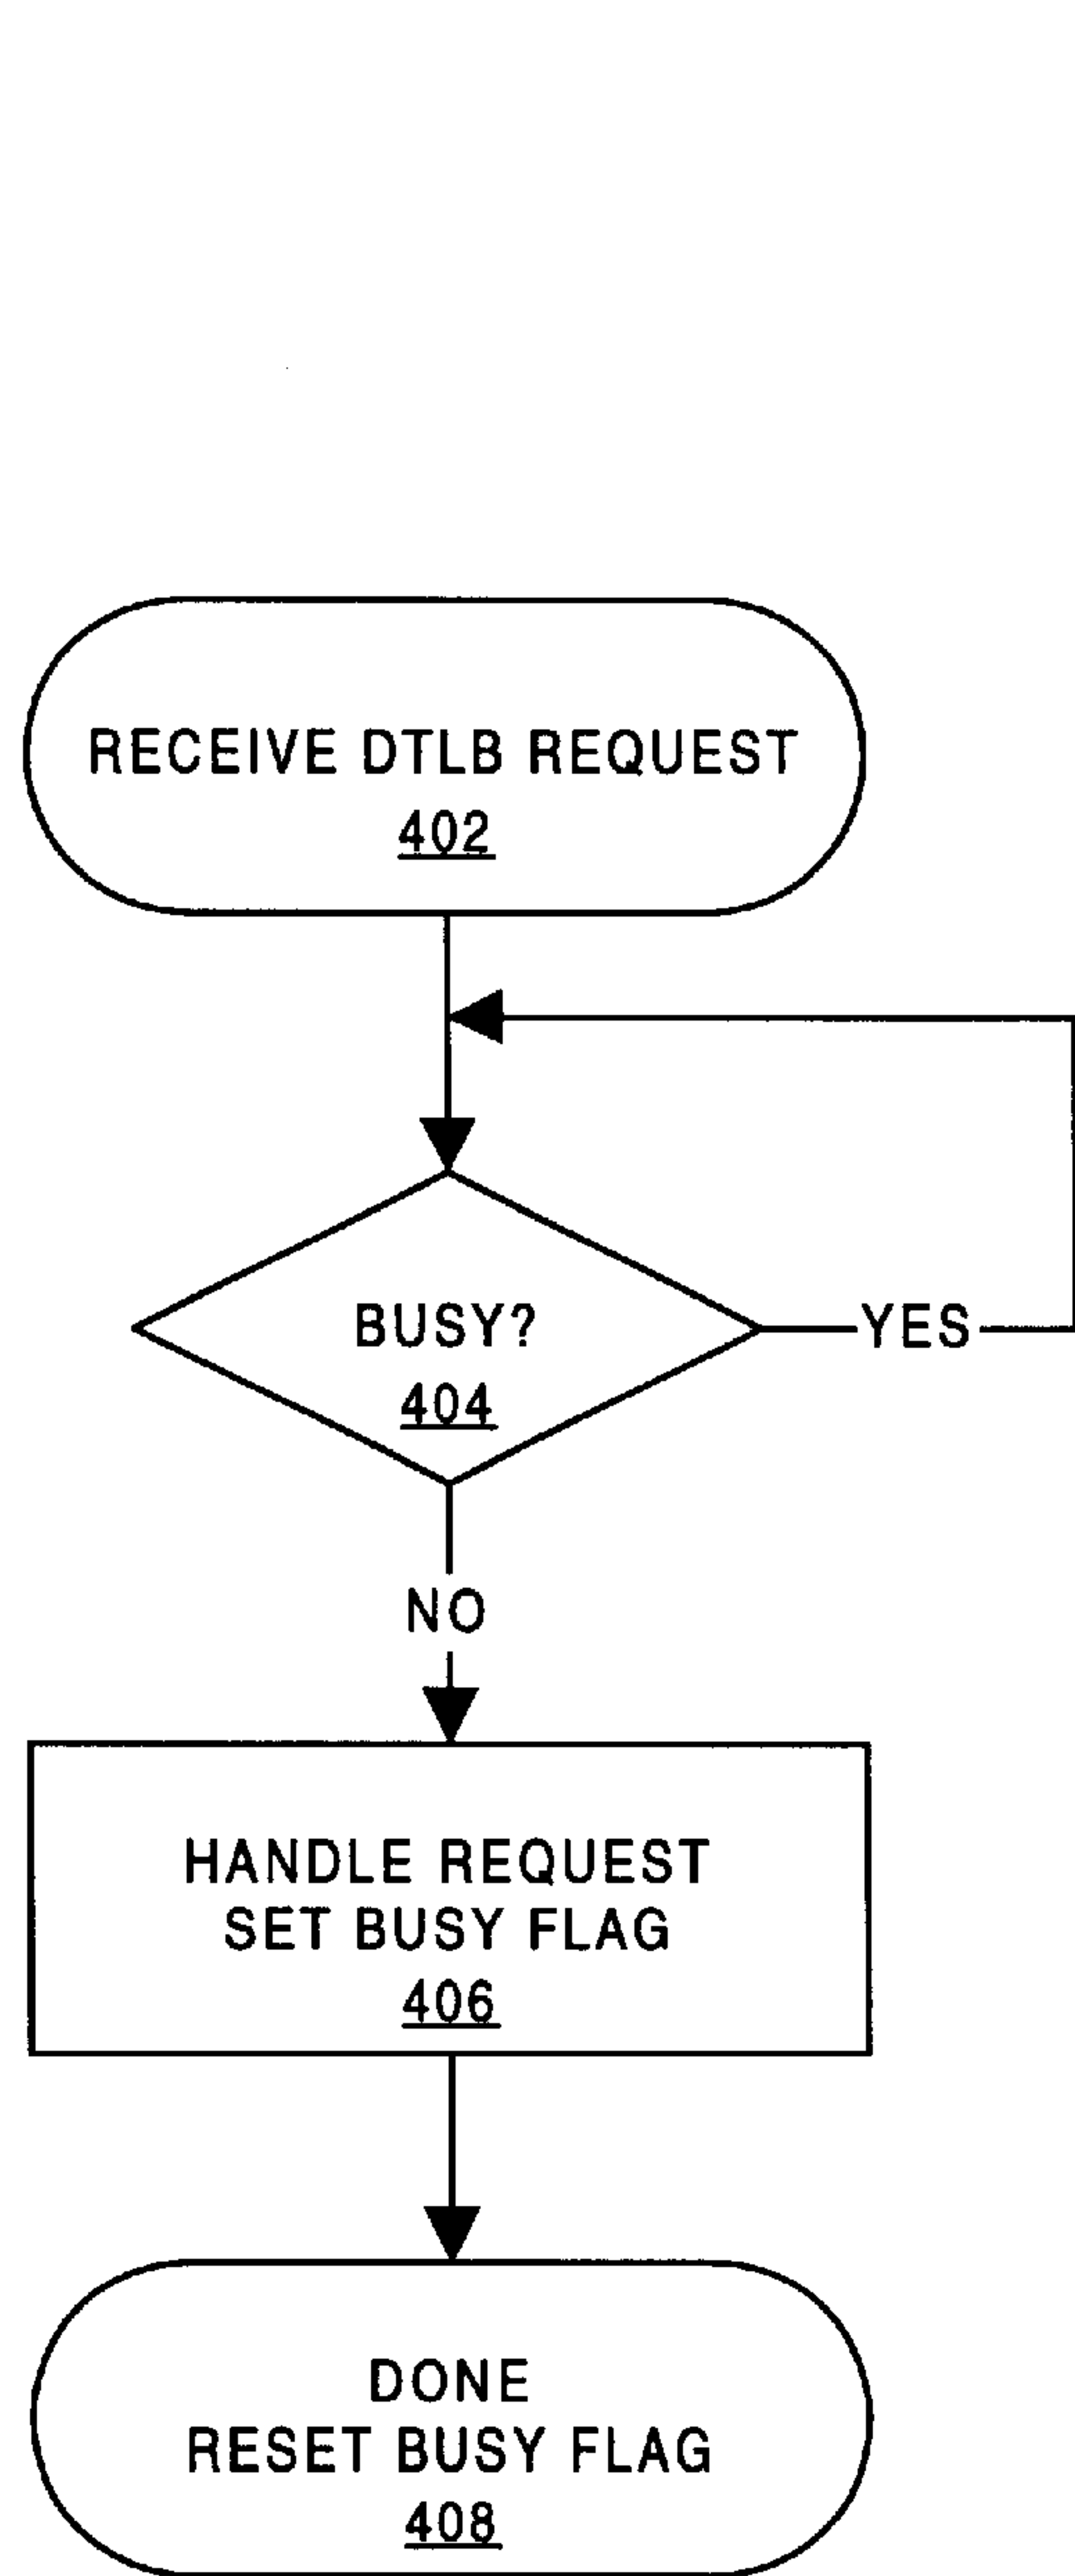 RECEIVE DTLB REQUEST
402
BUSY?
404
YES
NO
HANDLE REQUEST
SET BUSY FLAG
406
DONE
RESET BUSY FLAG
408